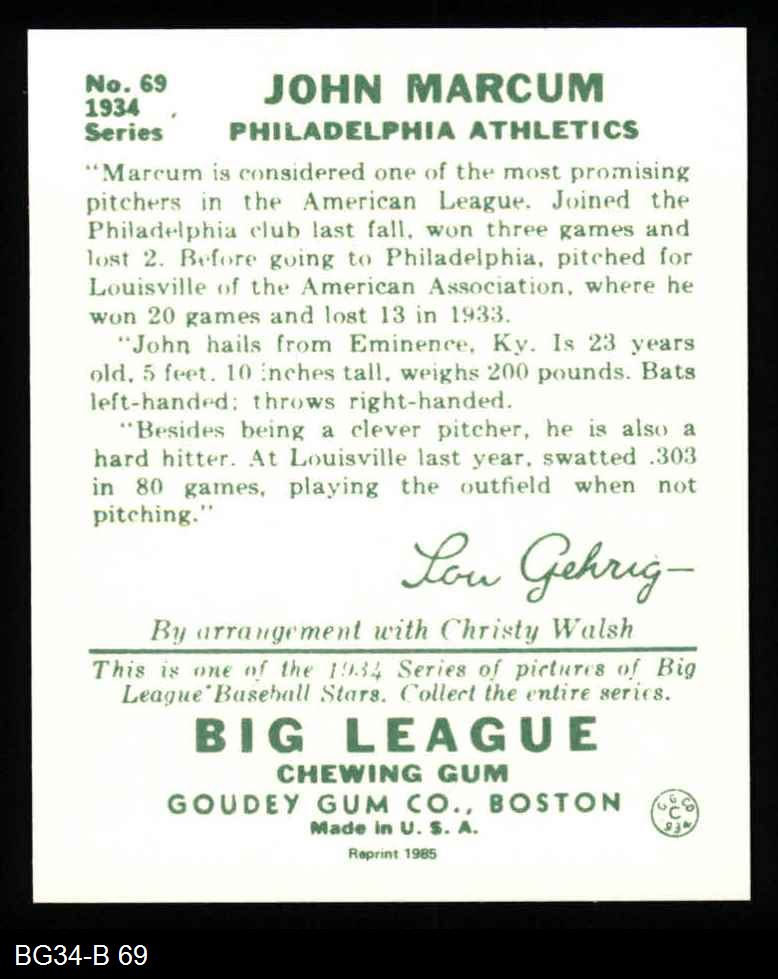 No. 69
1934
Series
JOHN MARCUM
PHILADELPHIA ATHLETICS
"Marcum is considered one of the most promising
pitchers in the American League. Joined the
Philadelphia club last fall, won three games and
lost 2. Before going to Philadelphia, pitched for
Louisville of the American Association, where he
won 20 games and lost 13 in 1933.
"John hails from Eminence, Ky. Is 23 years
old, 5 feet, 10 inches tall, weighs 200 pounds. Bats
left-handed; throws right-handed.
"Besides being a clever pitcher, he is also a
hard hitter. At Louisville last year, swatted .303
in 80 games, playing the outfield when not
pitching."
Lou Gehrig
By arrangement with Christy Walsh
This is one of the 1934 Series of pictures of Big
League Baseball Stars. Collect the entire series.
BIG LEAGUE
CHEWING GUM
GOUDEY GUM CO., BOSTON
Made in U. S. A.
Reprint 1985
BG34-B 69